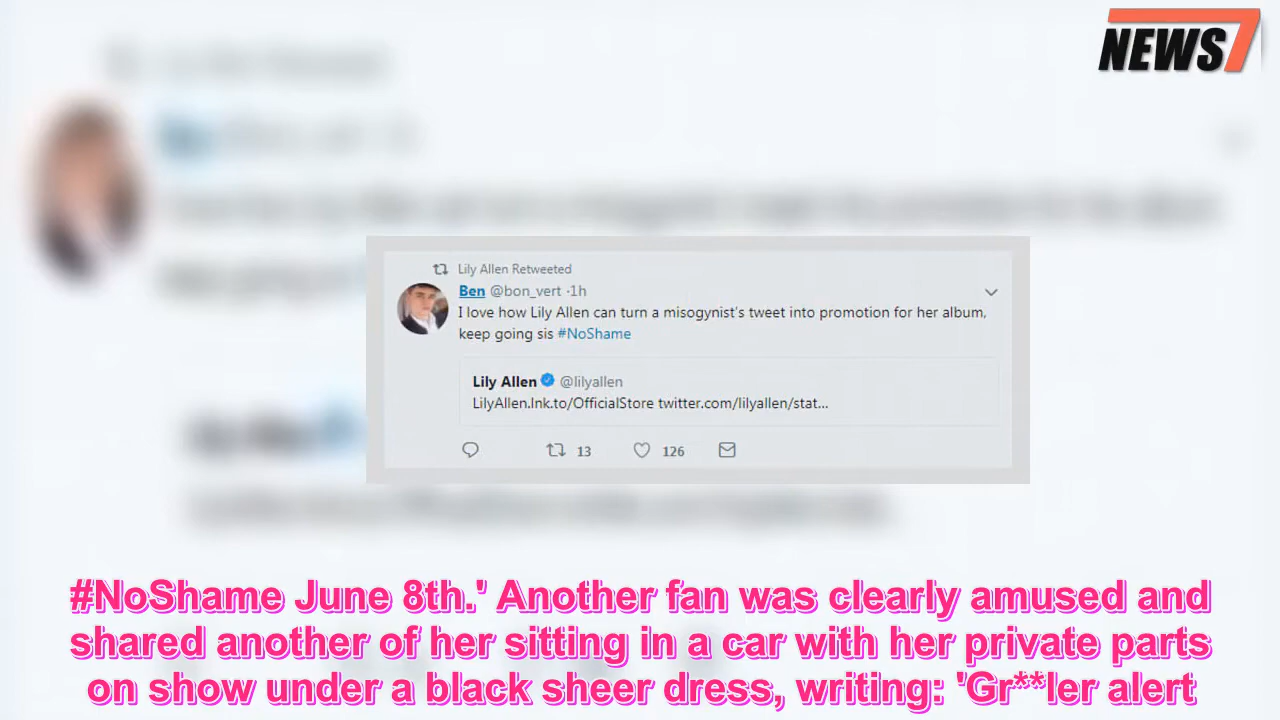 NEWS7
Lily Allen Retweeted
Ben @bon_vert ·1h
I love how Lily Allen can turn a misogynist's tweet into promotion for her album,
keep going sis #NoShame
Lily Allen @lilyallen
LilyAllen.lnk.to/OfficialStore twitter.com/lilyallen/stat...
13 126
#NoShame June 8th.' Another fan was clearly amused and
shared another of her sitting in a car with her private parts
on show under a black sheer dress, writing: 'Gr**ler alert